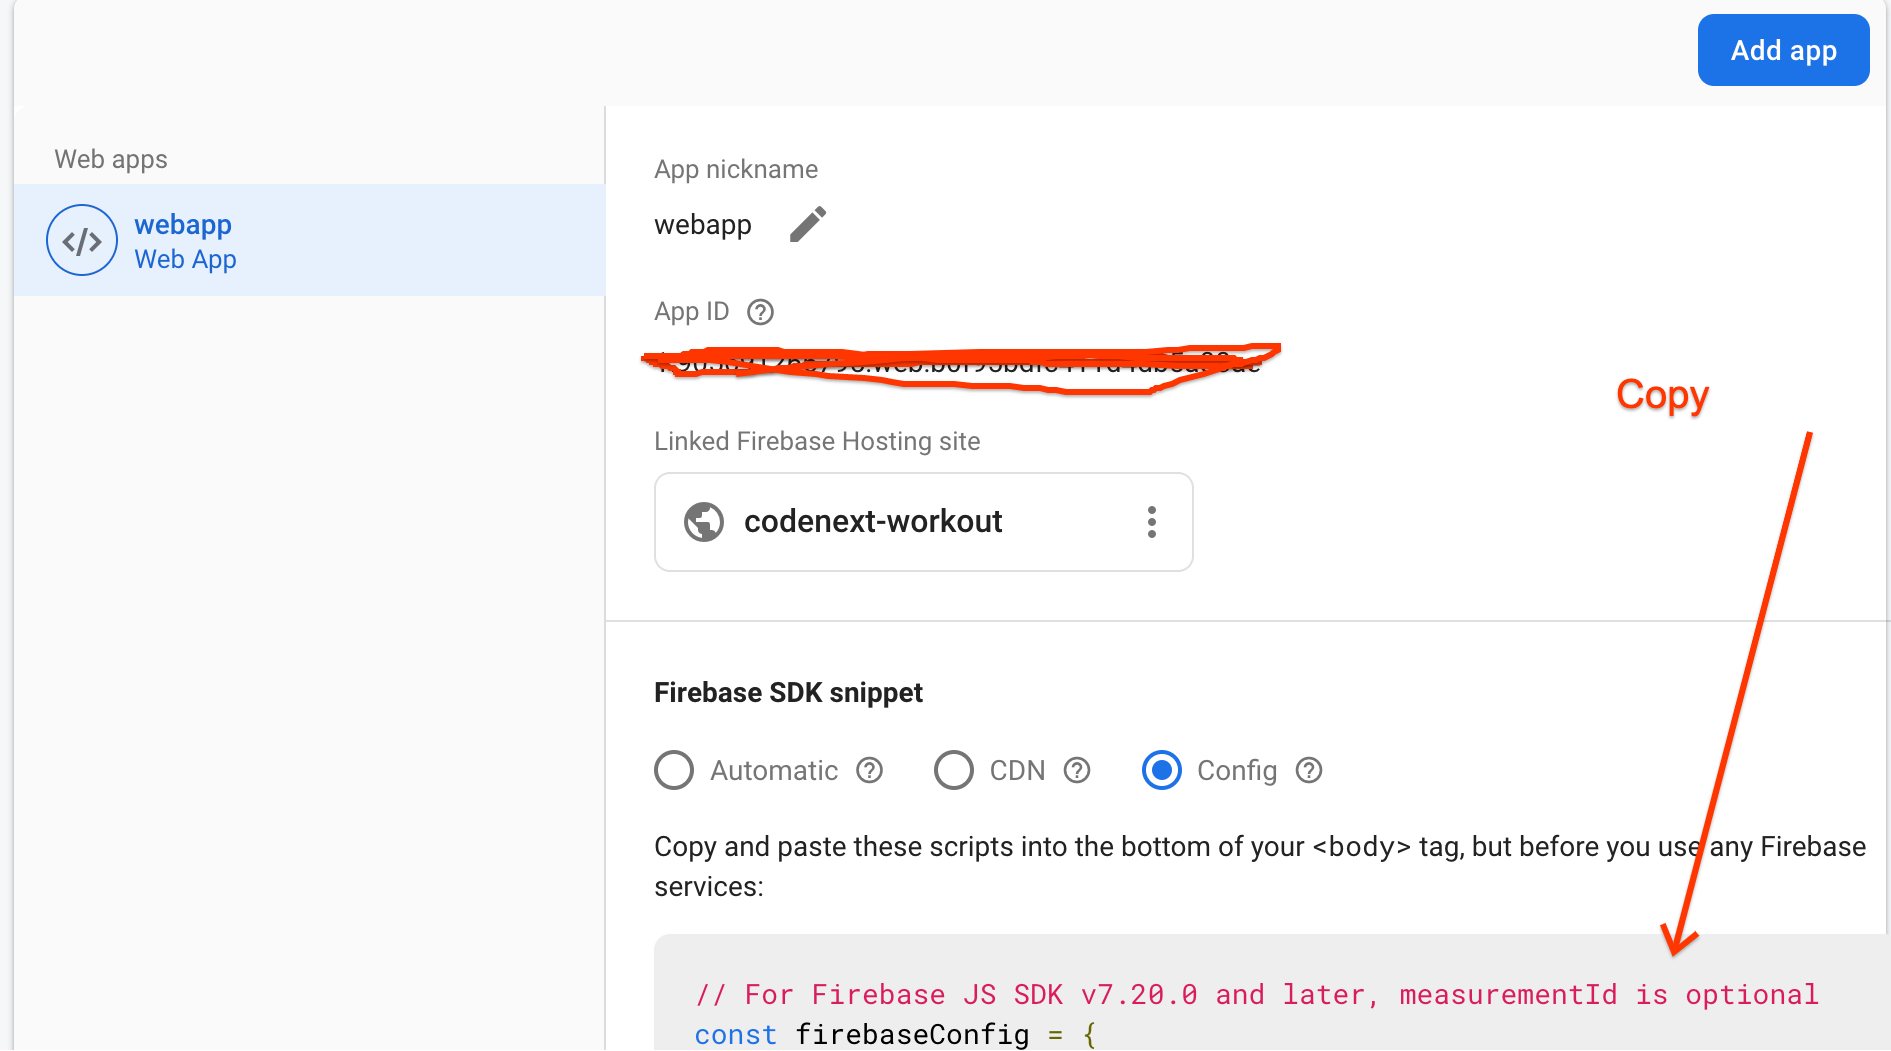 Add app
Web apps
webapp
Web App
App nickname
webapp
App ID
Copy
Linked Firebase Hosting site
codenext-workout
Firebase SDK snippet
Automatic
CDN
Config
Copy and paste these scripts into the bottom of your <body> tag, but before you use any Firebase
services:
// For Firebase JS SDK v7.20.0 and later, measurementId is optional
const firebaseConfig = {